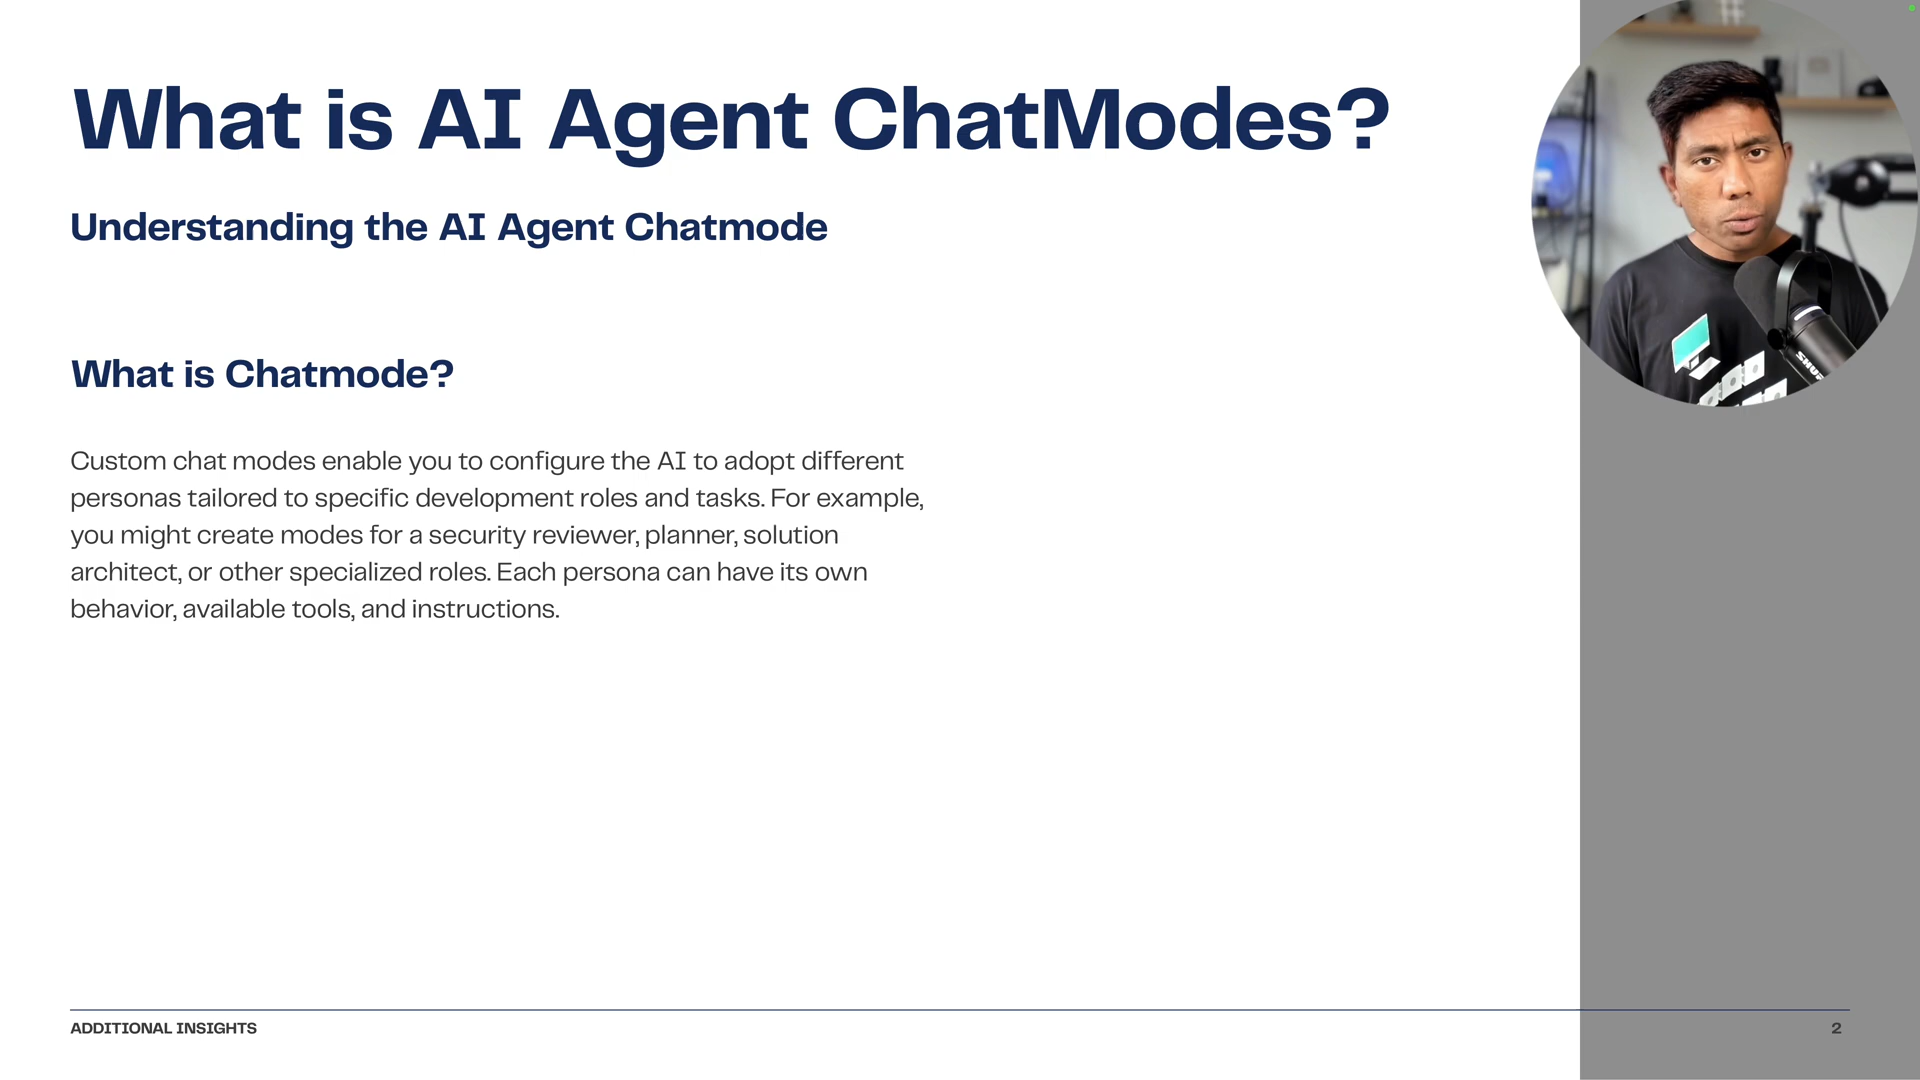 What is AI Agent ChatModes?
Understanding the AI Agent Chatmode
What is Chatmode?
Custom chat modes enable you to configure the AI to adopt different
personas tailored to specific development roles and tasks. For example,
you might create modes for a security reviewer, planner, solution
architect, or other specialized roles. Each persona can have its own
behavior, available tools, and instructions.
ADDITIONAL INSIGHTS
2